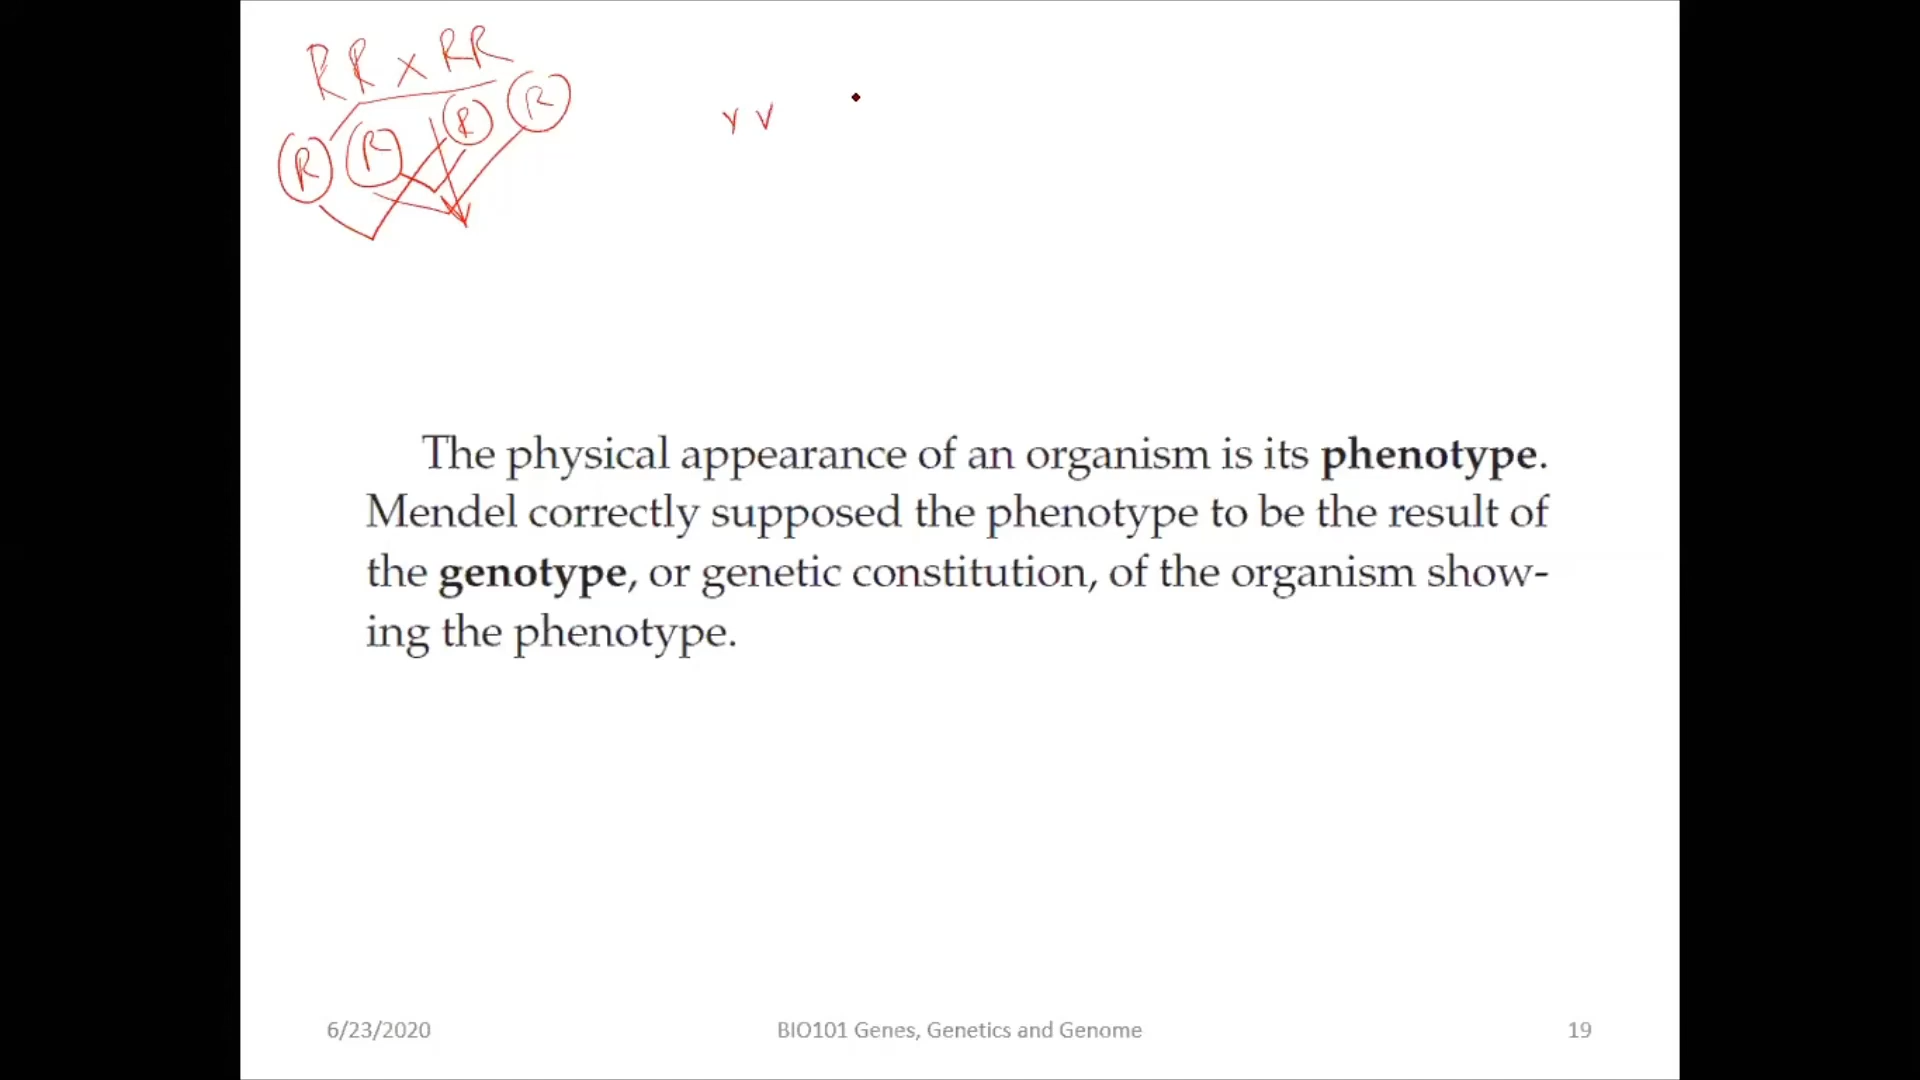 RR × RR
R R R R
r r
The physical appearance of an organism is its phenotype.
Mendel correctly supposed the phenotype to be the result of
the genotype, or genetic constitution, of the organism show-
ing the phenotype.
6/23/2020 BIO101 Genes, Genetics and Genome 19